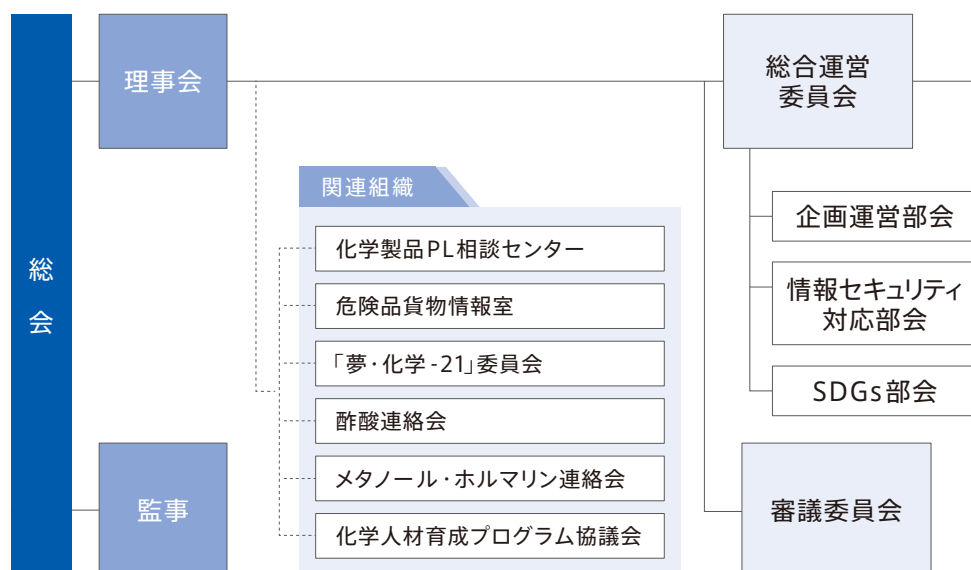 総会
理事会
監事
関連組織
化学製品PL相談センター
危険品貨物情報室
「夢・化学-21」委員会
酢酸連絡会
メタノール・ホルマリン連絡会
化学人材育成プログラム協議会
総合運営
委員会
企画運営部会
情報セキュリティ
対応部会
SDGs部会
審議委員会